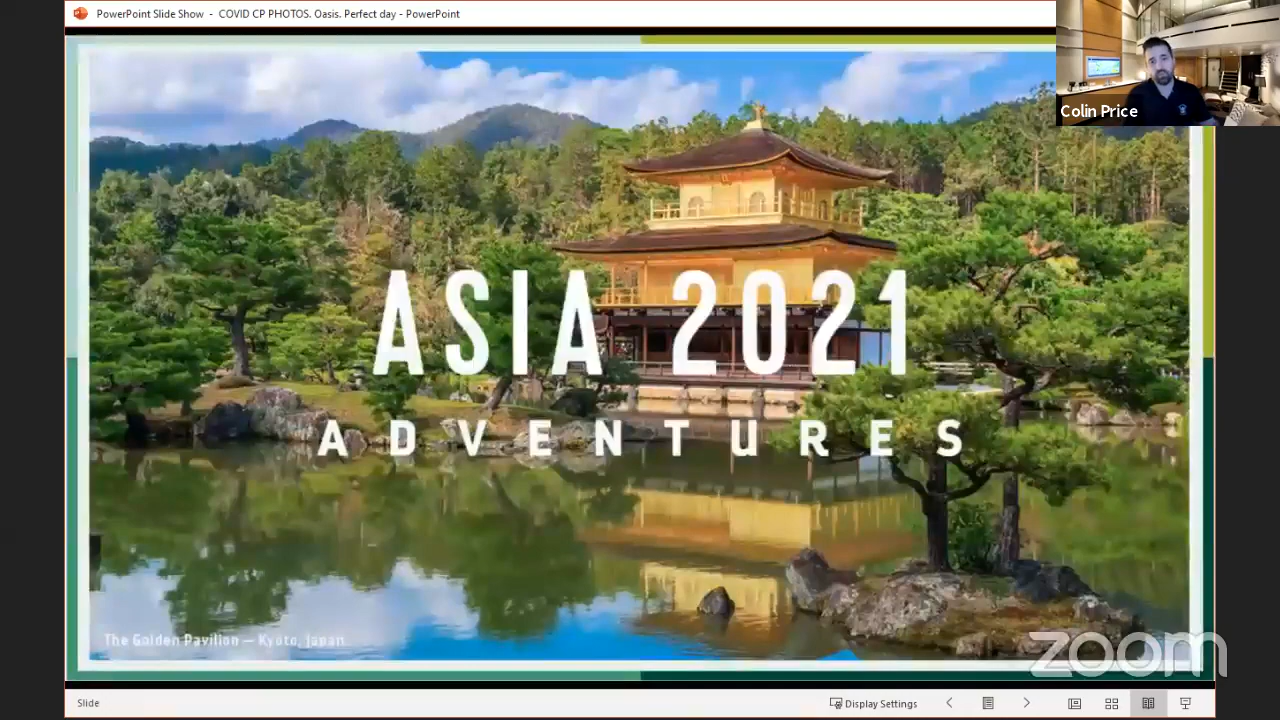 PowerPoint Slide Show - COVID CP PHOTOS. Oasis. Perfect day - PowerPoint
Colin Price
ASIA 2021
ADVENTURES
The Golden Pavilion — Kyoto, Japan.
zoom
Slide
Display Settings